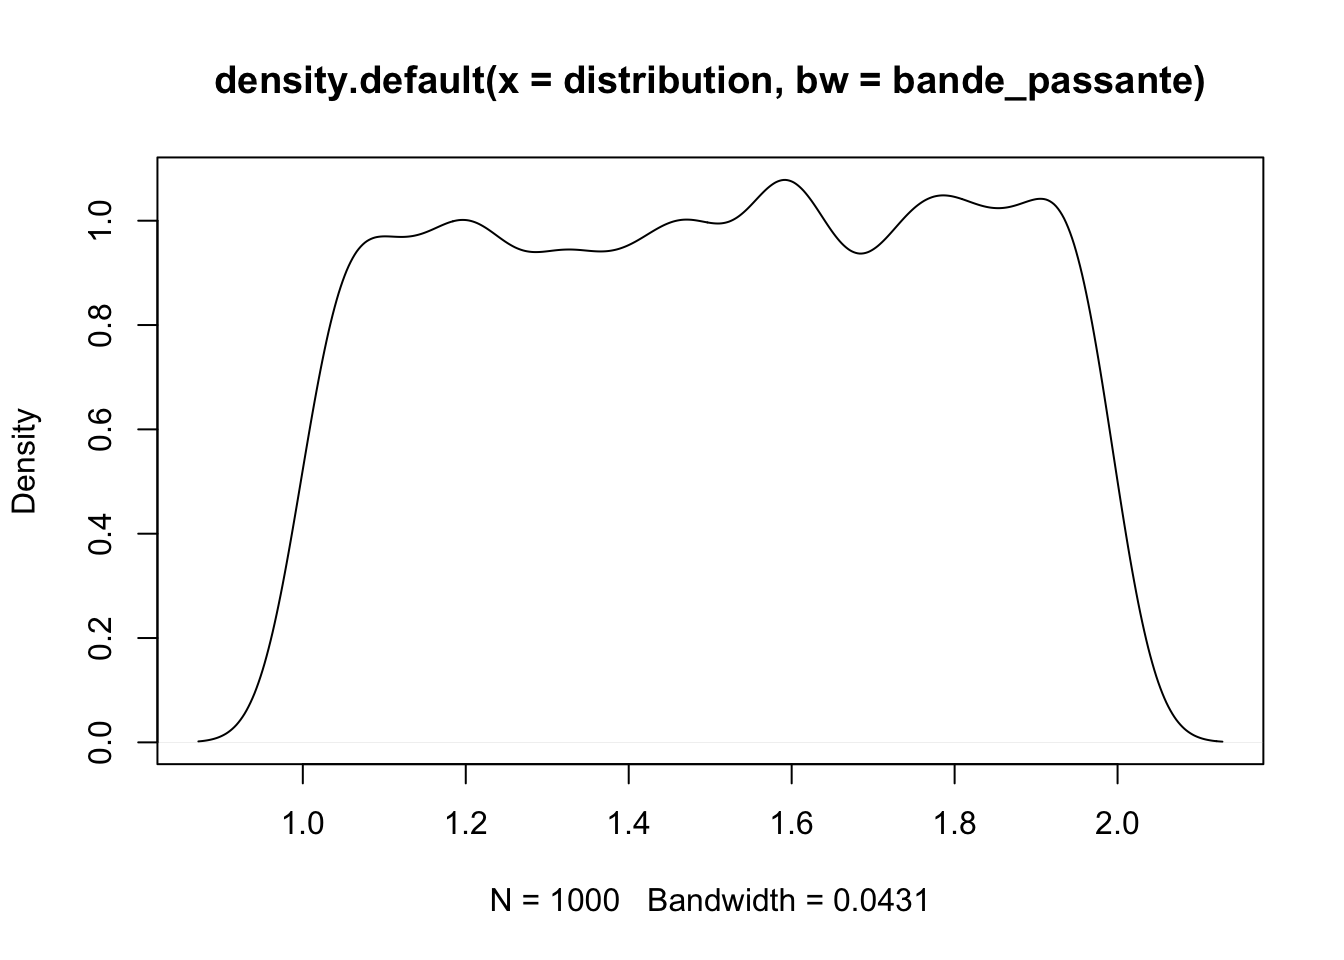 density.default(x = distribution, bw = bande_passante)
Density
1.0
0.8
0.6
0.4
0.2
0.0
1.0 1.2 1.4 1.6 1.8 2.0
N = 1000 Bandwidth = 0.0431